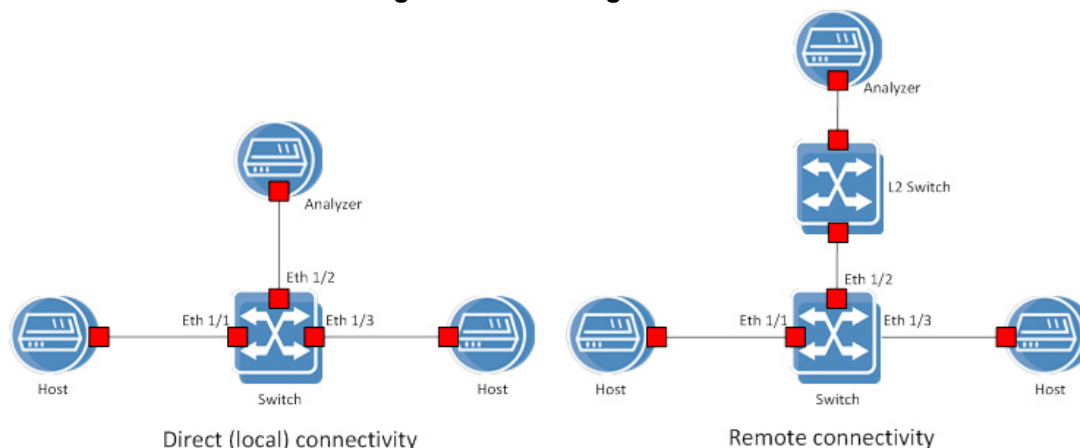 Analyzer
Eth 1/2
Eth 1/1
Eth 1/3
Host
Switch
Host
Direct (local) connectivity
Analyzer
L2 Switch
Eth 1/2
Eth 1/1
Eth 1/3
Host
Switch
Host
Remote connectivity